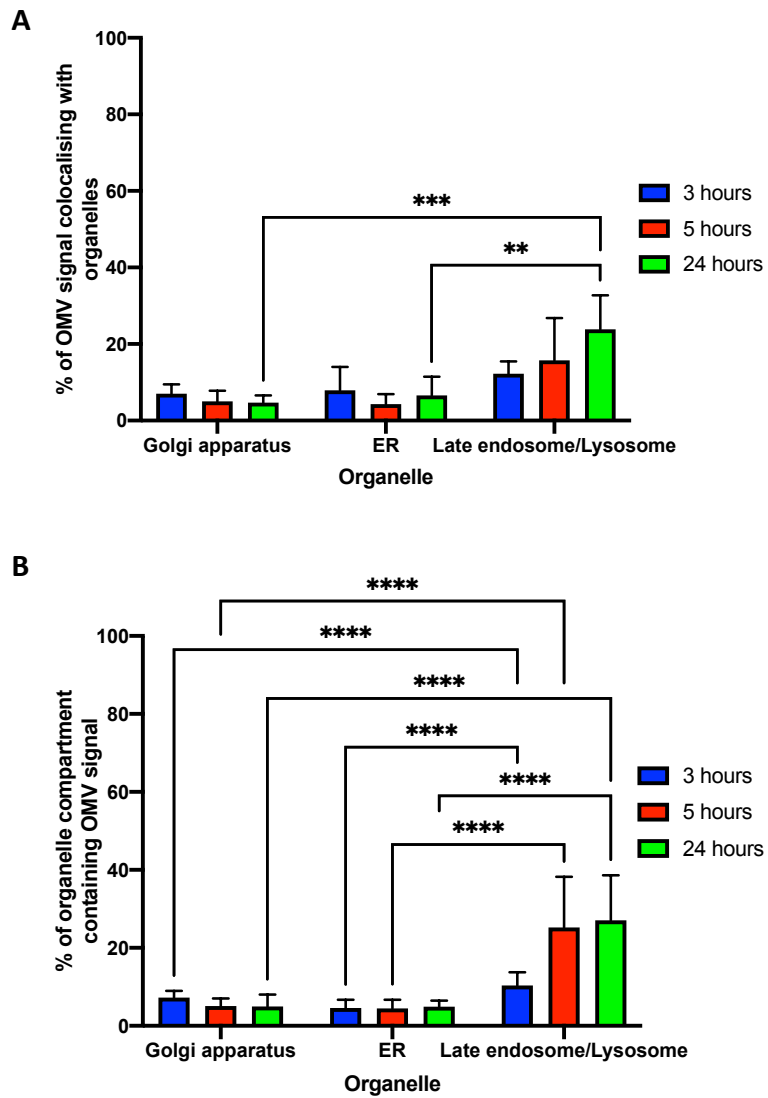 A
% of OMV signal colocalising with
organelles
100
80
60
40
20
0
***
**
3 hours
5 hours
24 hours
Golgi apparatus
ER
Late endosome/Lysosome
Organelle
B
% of organelle compartment
containing OMV signal
100
80
60
40
20
0
****
****
****
****
****
****
3 hours
5 hours
24 hours
Golgi apparatus
ER
Late endosome/Lysosome
Organelle